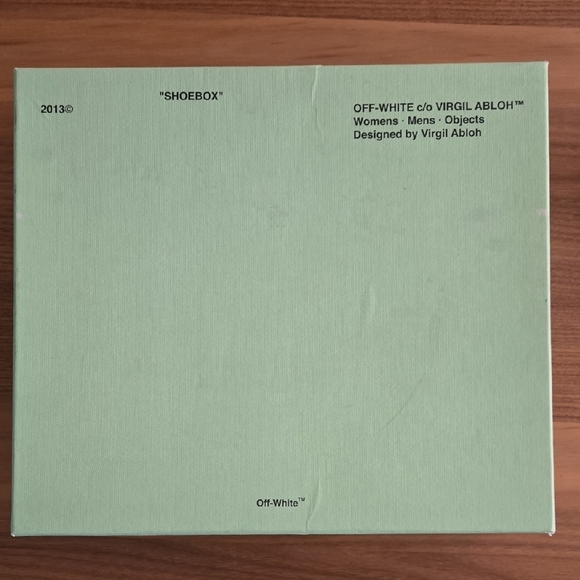 "SHOEBOX"
2013©
OFF-WHITE c/o VIRGIL ABLOH™
Womens · Mens · Objects
Designed by Virgil Abloh
Off-White™